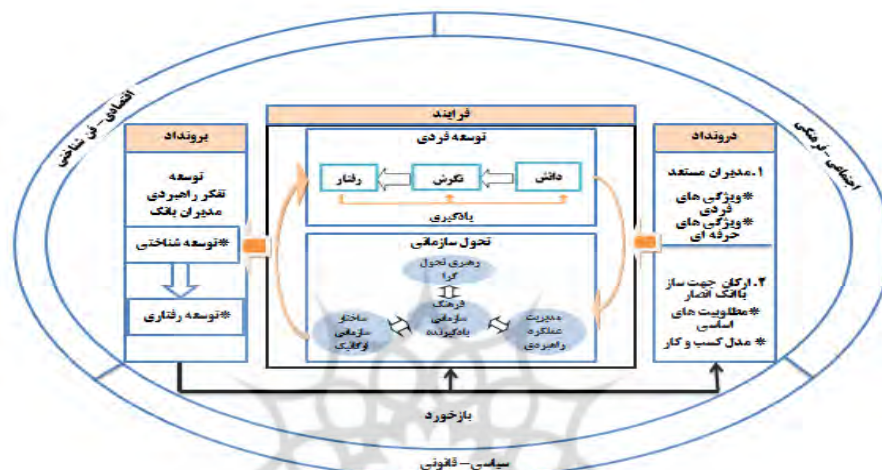 اجتماعی - فرهنگی
اقتصادی - فن شناختی
درونداد
۱.مدیران مستعد
*ویژگی های
فردی
*ویژگی های
حرفه ای
۲. ارکان جهت ساز
بانک انصار
*مطلوبیت های
اساسی
* مدل کسب و کار
فرایند
توسعه فردی
دانش
نگرش
رفتار
یادگیری
تحول سازمانی
رهبری تحول
گرا
فرهنگ
سازمانی
یادگیرنده
مدیریت
عملکرد
راهبردی
ساختار
سازمانی
ارگانیک
برونداد
توسعه
تفکر راهبردی
مدیران بانک
*توسعه شناختی
*توسعه رفتاری
بازخورد
سیاسی - قانونی